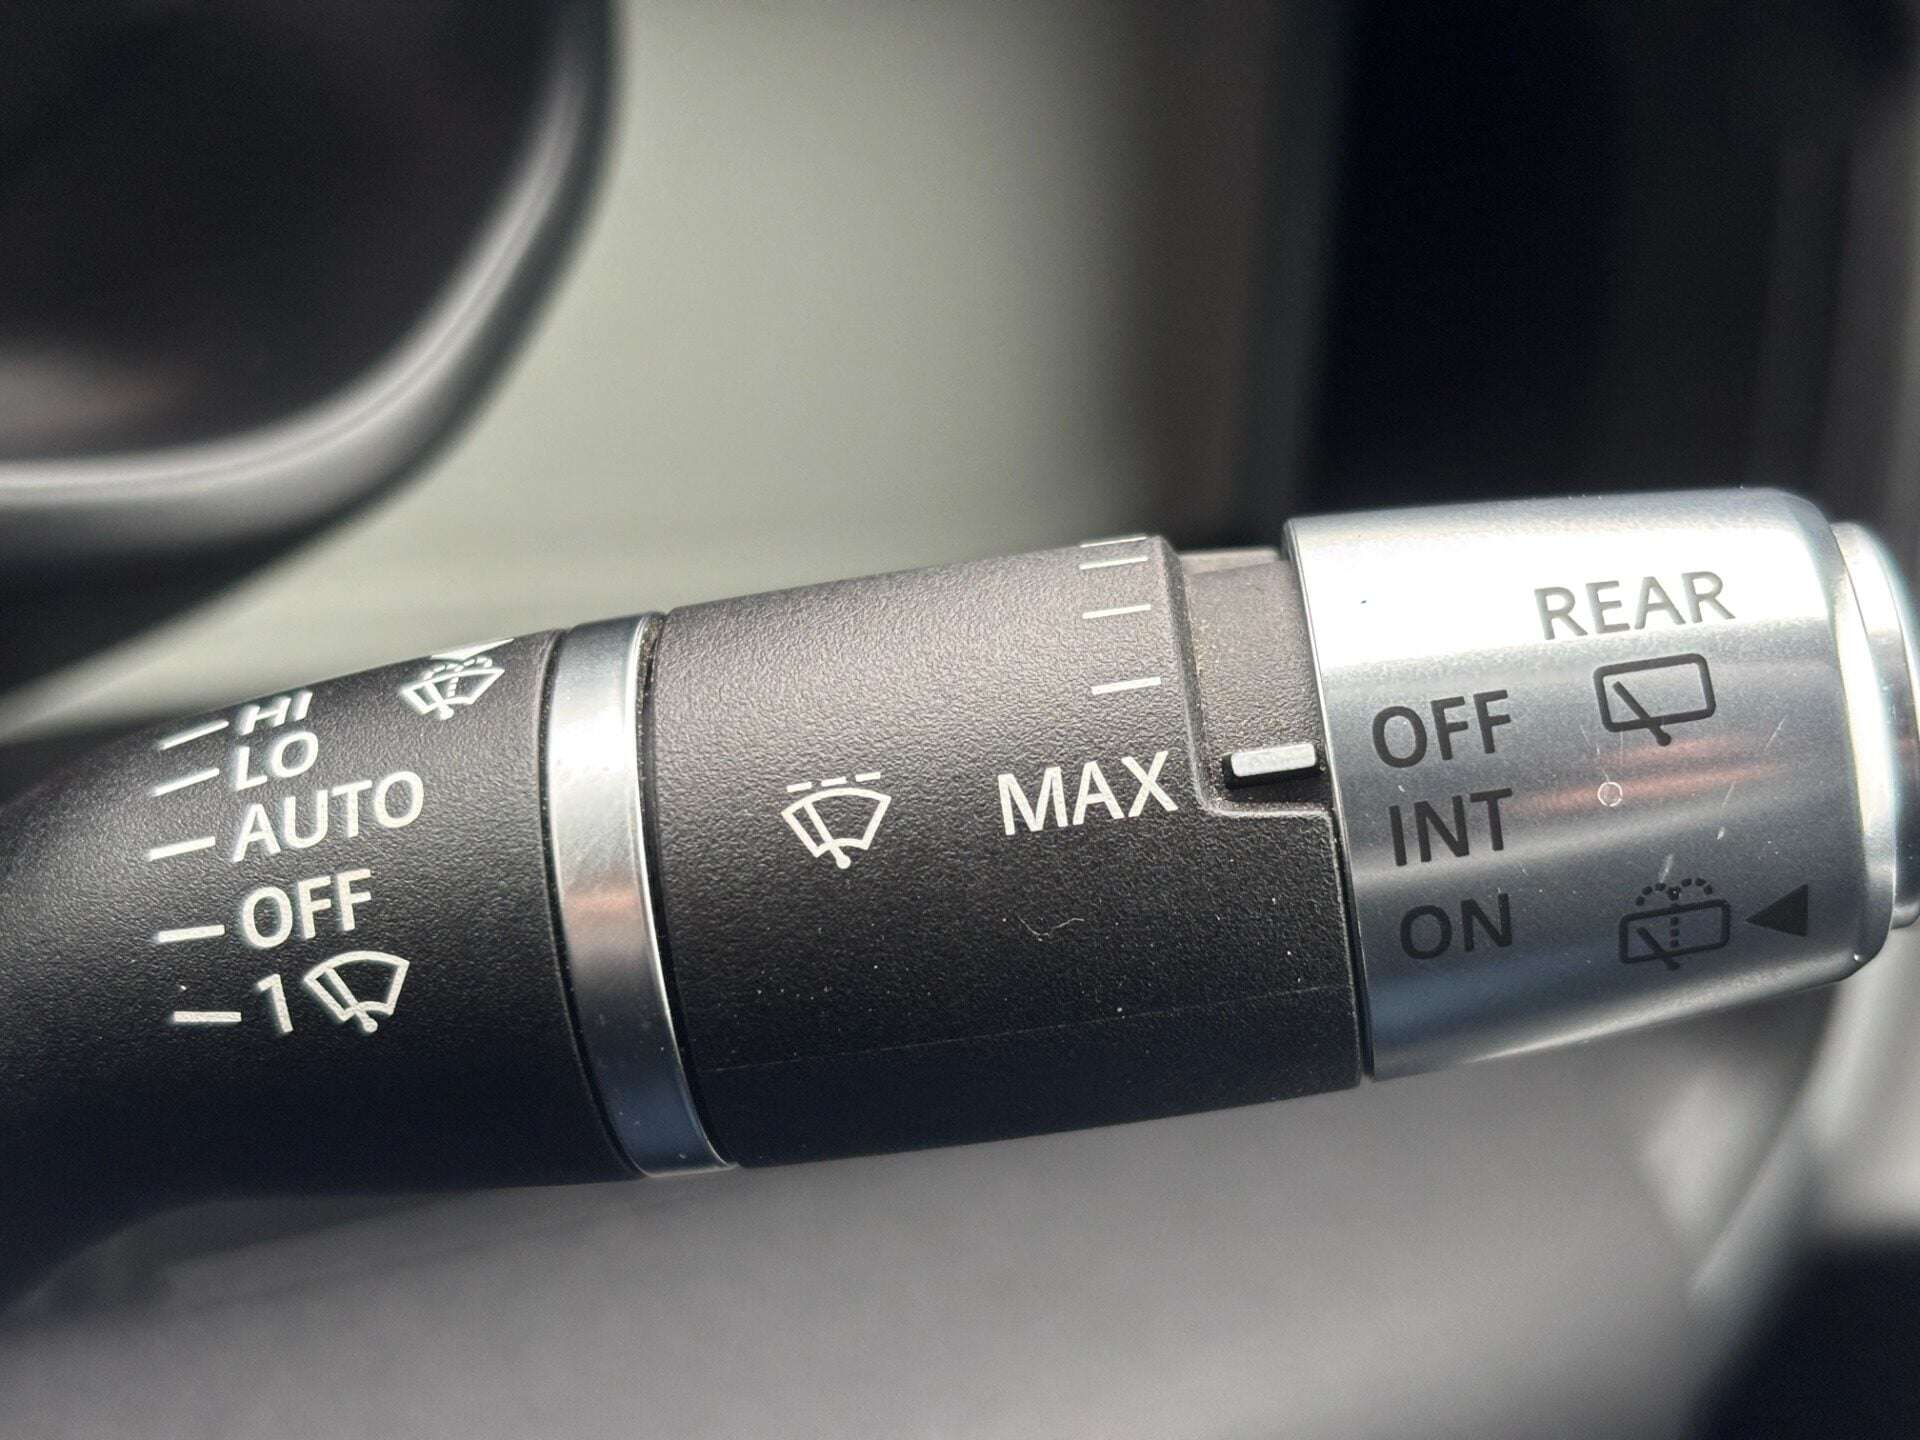 HI
LO
AUTO
OFF
1
MAX
REAR
OFF
INT
ON